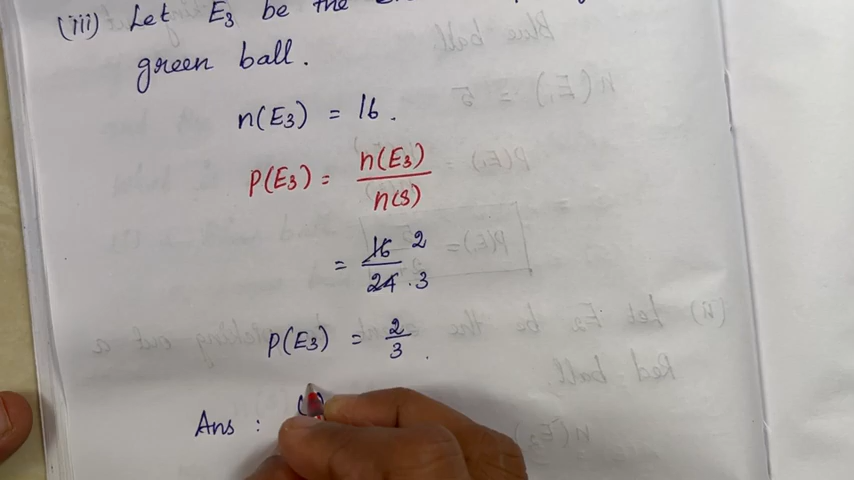 (iii) Let E3 be the
green ball.
n(E3) = 16.
P(E3) = n(E3) / n(S)
= 16 2 / 24 . 3
P(E3) = 2/3 .
Ans : (